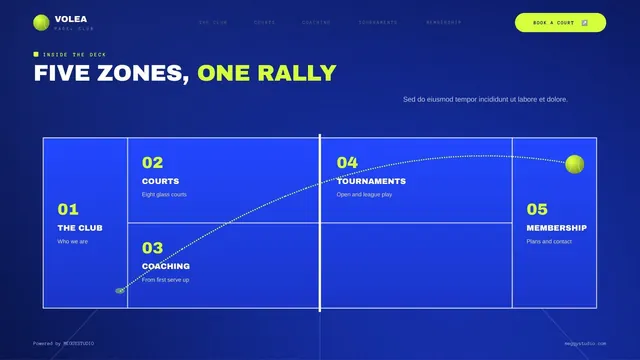 VOLEA
PADEL CLUB
THE CLUB
COURTS
COACHING
TOURNAMENTS
MEMBERSHIP
BOOK A COURT
INSIDE THE DECK
FIVE ZONES, ONE RALLY
Sed do eiusmod tempor incididunt ut labore et dolore.
01
THE CLUB
Who we are
02
COURTS
Eight glass courts
03
COACHING
From first serve up
04
TOURNAMENTS
Open and league play
05
MEMBERSHIP
Plans and contact
Powered by MEGGYSTUDIO
meggystudio.com